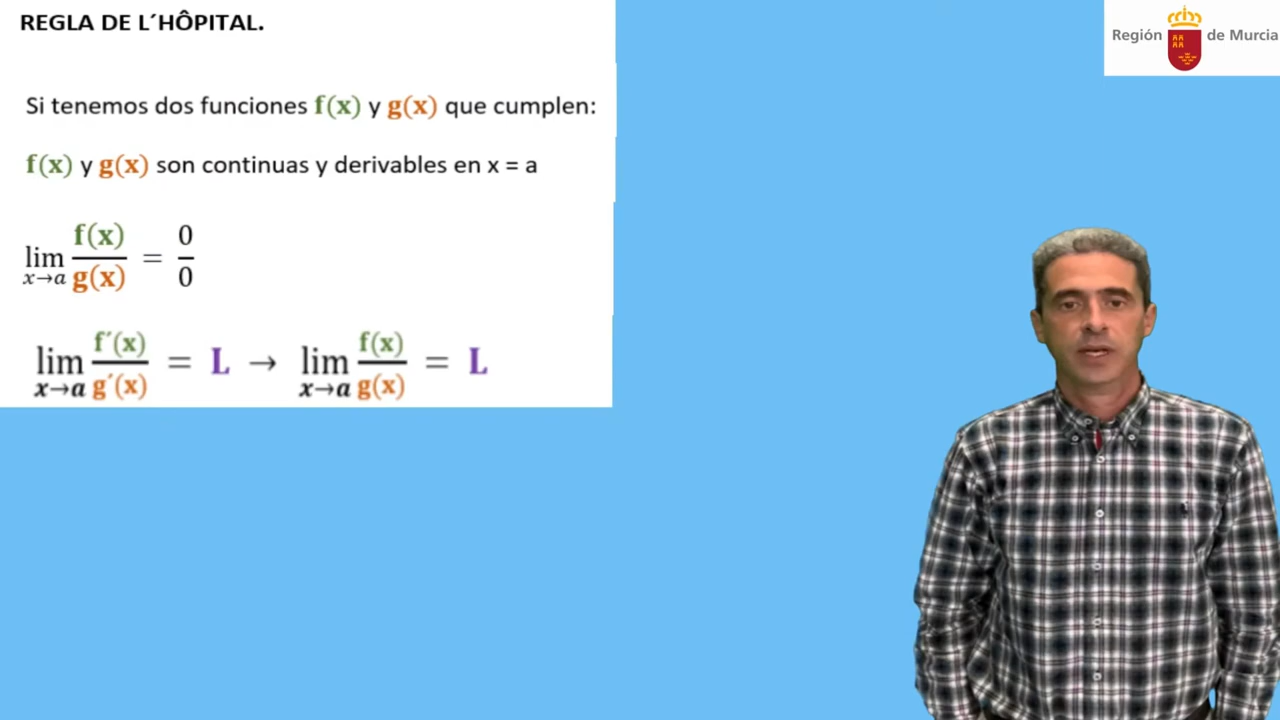 REGLA DE L´HÔPITAL.
Región de Murcia
Si tenemos dos funciones f(x) y g(x) que cumplen:
f(x) y g(x) son continuas y derivables en x = a
lim x→a f(x)/g(x) = 0/0
lim x→a f´(x)/g´(x) = L → lim x→a f(x)/g(x) = L